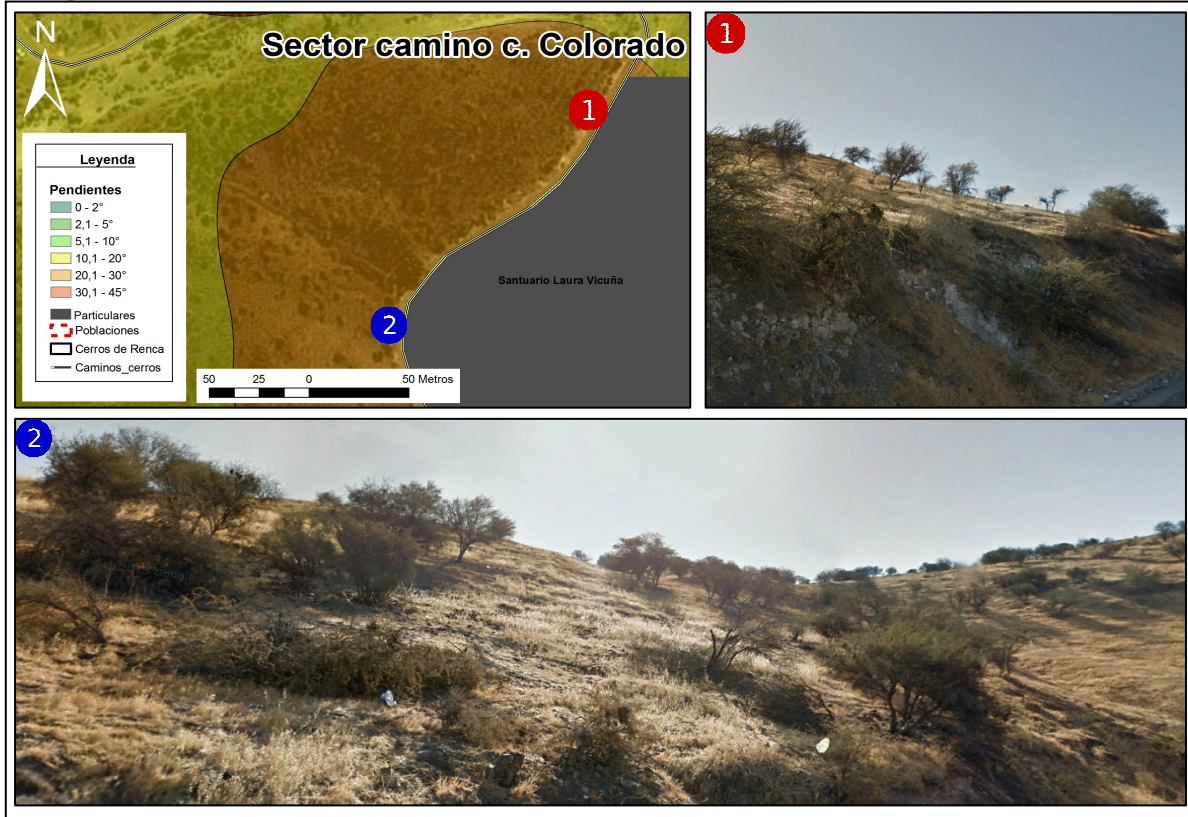 N
Sector camino c. Colorado
1
1
Leyenda
Pendientes
0 - 2°
2,1 - 5°
5,1 - 10°
10,1 - 20°
20,1 - 30°
30,1 - 45°
Particulares
Poblaciones
Cerros de Renca
Caminos_cerros
Santuario Laura Vicuña
2
50 25 0 50 Metros
2